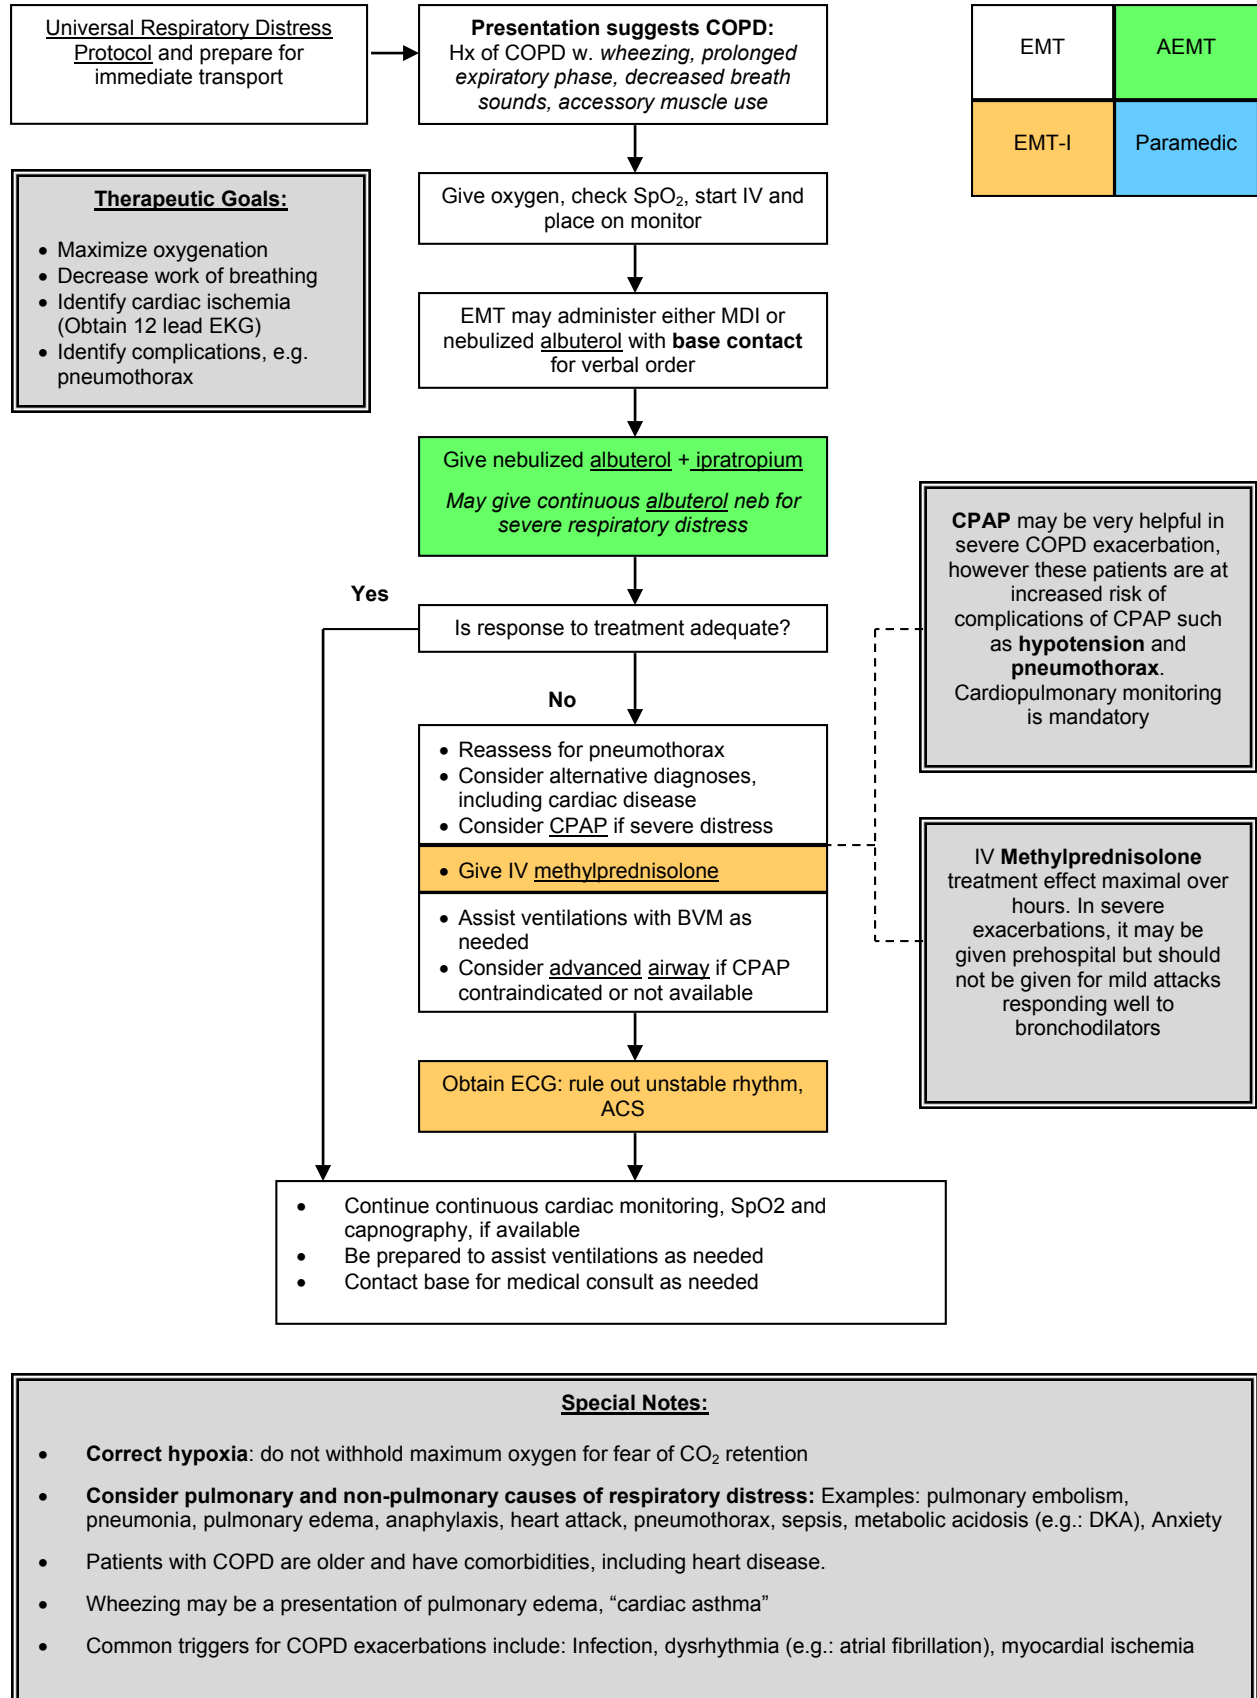 Universal Respiratory Distress
Protocol and prepare for
immediate transport
Presentation suggests COPD:
Hx of COPD w. wheezing, prolonged
expiratory phase, decreased breath
sounds, accessory muscle use
EMT
AEMT
EMT-I
Paramedic
Therapeutic Goals:
• Maximize oxygenation
• Decrease work of breathing
• Identify cardiac ischemia
(Obtain 12 lead EKG)
• Identify complications, e.g.
pneumothorax
Give oxygen, check SpO₂, start IV and
place on monitor
EMT may administer either MDI or
nebulized albuterol with base contact
for verbal order
Give nebulized albuterol + ipratropium
May give continuous albuterol neb for
severe respiratory distress
Yes
Is response to treatment adequate?
No
CPAP may be very helpful in
severe COPD exacerbation,
however these patients are at
increased risk of
complications of CPAP such
as hypotension and
pneumothorax.
Cardiopulmonary monitoring
is mandatory
• Reassess for pneumothorax
• Consider alternative diagnoses,
including cardiac disease
• Consider CPAP if severe distress
• Give IV methylprednisolone
• Assist ventilations with BVM as
needed
• Consider advanced airway if CPAP
contraindicated or not available
IV Methylprednisolone
treatment effect maximal over
hours. In severe
exacerbations, it may be
given prehospital but should
not be given for mild attacks
responding well to
bronchodilators
Obtain ECG: rule out unstable rhythm,
ACS
• Continue continuous cardiac monitoring, SpO2 and
capnography, if available
• Be prepared to assist ventilations as needed
• Contact base for medical consult as needed
Special Notes:
• Correct hypoxia: do not withhold maximum oxygen for fear of CO₂ retention
• Consider pulmonary and non-pulmonary causes of respiratory distress: Examples: pulmonary embolism,
pneumonia, pulmonary edema, anaphylaxis, heart attack, pneumothorax, sepsis, metabolic acidosis (e.g.: DKA), Anxiety
• Patients with COPD are older and have comorbidities, including heart disease.
• Wheezing may be a presentation of pulmonary edema, “cardiac asthma”
• Common triggers for COPD exacerbations include: Infection, dysrhythmia (e.g.: atrial fibrillation), myocardial ischemia